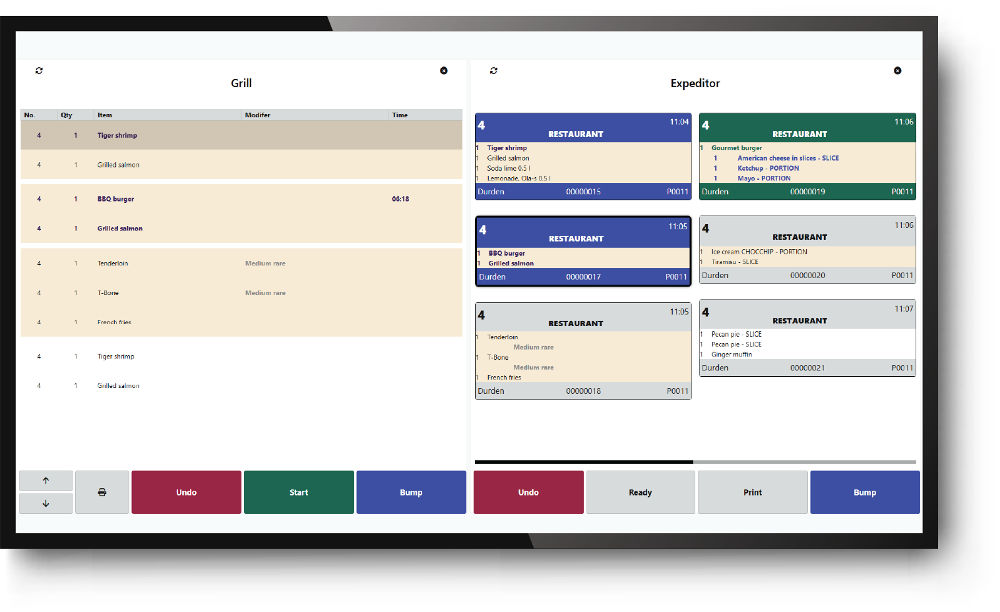 Grill
No. Qty Item Modifer Time
4 1 Tiger shrimp
4 1 Grilled salmon
4 1 BBQ burger 06:18
4 1 Grilled salmon
4 1 Tenderloin Medium rare
4 1 T-Bone Medium rare
4 1 French fries
4 1 Tiger shrimp
4 1 Grilled salmon
Undo Start Bump
Expeditor
4 11:04
RESTAURANT
1 Tiger shrimp
1 Grilled salmon
1 Soda lime 0.5 l
1 Lemonade, Ola-s 0.5 l
Durden 00000015 P0011
4 11:05
RESTAURANT
1 BBQ burger
1 Grilled salmon
Durden 00000017 P0011
4 11:05
RESTAURANT
1 Tenderloin
Medium rare
1 T-Bone
Medium rare
1 French fries
Durden 00000018 P0011
4 11:06
RESTAURANT
1 Gourmet burger
1 American cheese in slices - SLICE
1 Ketchup - PORTION
1 Mayo - PORTION
Durden 00000019 P0011
4 11:06
RESTAURANT
1 Ice cream CHOCCHIP - PORTION
1 Tiramisu - SLICE
Durden 00000020 P0011
4 11:07
RESTAURANT
1 Pecan pie - SLICE
1 Pecan pie - SLICE
1 Ginger muffin
Durden 00000021 P0011
Undo Ready Print Bump